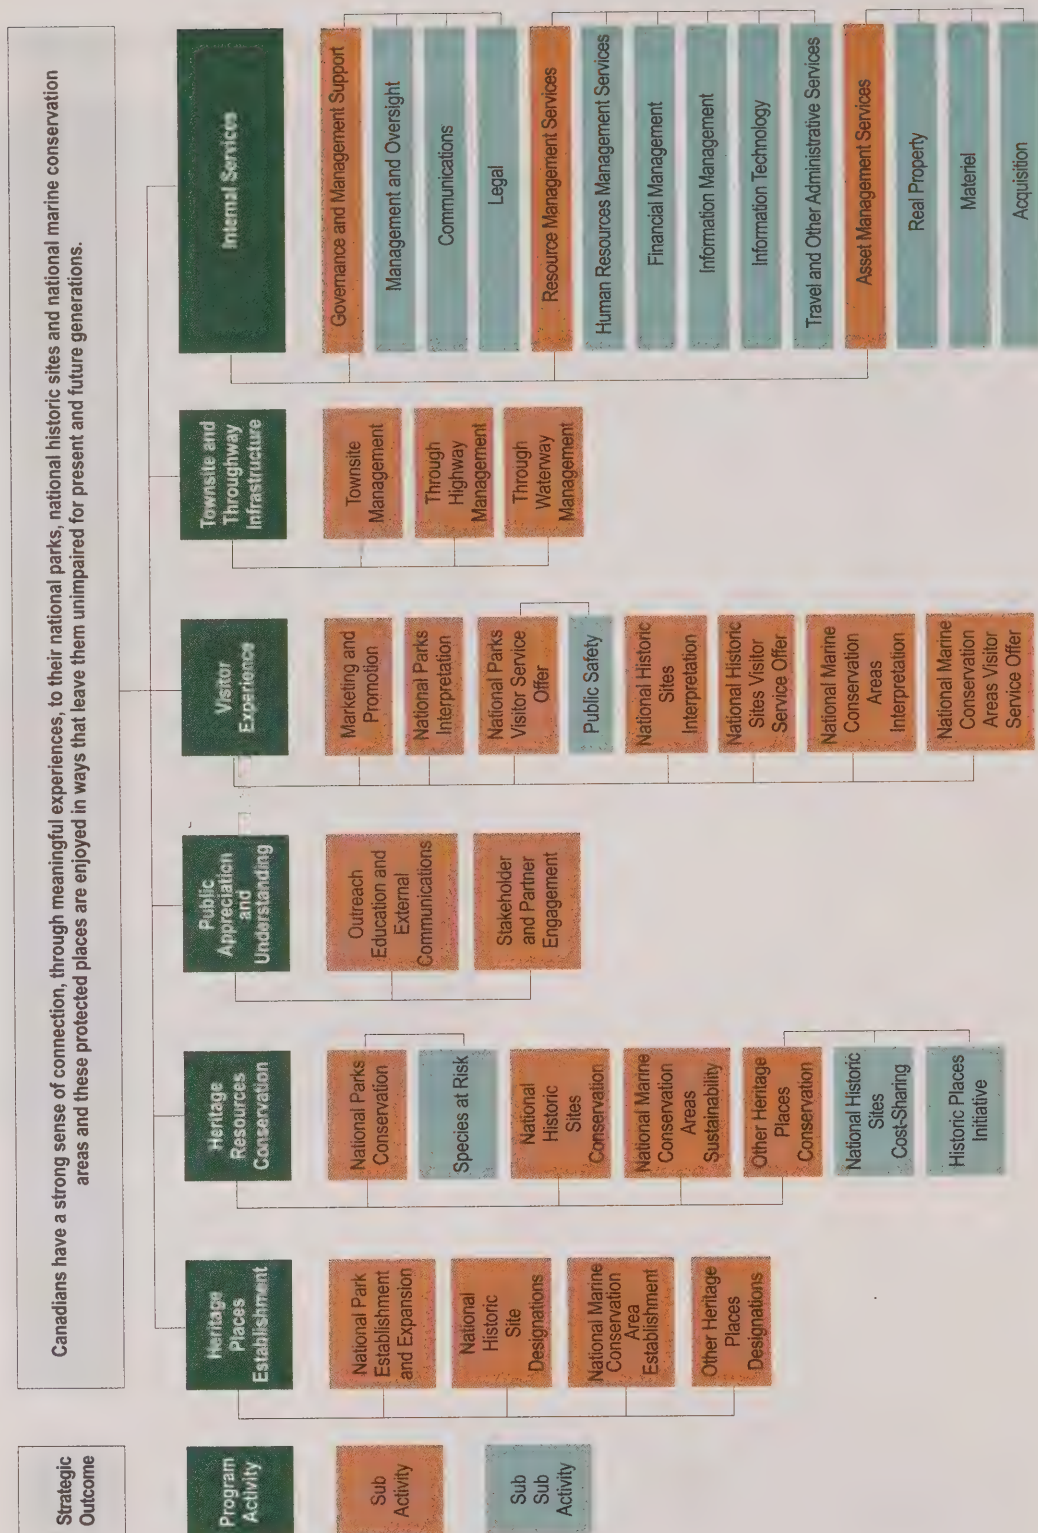 Strategic
Outcome
Canadians have a strong sense of connection, through meaningful experiences, to their national parks, national historic sites and national marine conservation
areas and these protected places are enjoyed in ways that leave them unimpaired for present and future generations.
Program
Activity
Sub
Activity
Sub
Sub
Activity
Heritage
Places
Establishment
National Park
Establishment
and Expansion
National
Historic
Site
Designations
National Marine
Conservation
Area
Establishment
Other Heritage
Places
Designations
Heritage
Resources
Conservation
National Parks
Conservation
Species at Risk
National
Historic
Sites
Conservation
National Marine
Conservation
Areas
Sustainability
Other Heritage
Places
Conservation
National Historic
Sites
Cost-Sharing
Historic Places
Initiative
Public
Appreciation
and
Understanding
Outreach
Education and
External
Communications
Stakeholder
and Partner
Engagement
Visitor
Experience
Marketing and
Promotion
National Parks
Interpretation
National Parks
Visitor Service
Offer
Public Safety
National Historic
Sites
Interpretation
National Historic
Sites Visitor
Service Offer
National Marine
Conservation
Areas
Interpretation
National Marine
Conservation
Areas Visitor
Service Offer
Townsite and
Throughway
Infrastructure
Townsite
Management
Through
Highway
Management
Through
Waterway
Management
Internal Services
Governance and Management Support
Management and Oversight
Communications
Legal
Resource Management Services
Human Resources Management Services
Financial Management
Information Management
Information Technology
Travel and Other Administrative Services
Asset Management Services
Real Property
Materiel
Acquisition